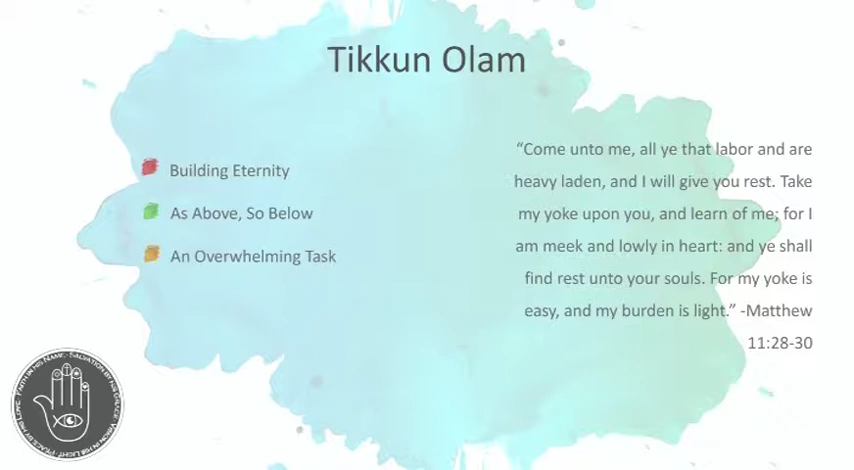 Tikkun Olam
Building Eternity
As Above, So Below
An Overwhelming Task
“Come unto me, all ye that labor and are
heavy laden, and I will give you rest. Take
my yoke upon you, and learn of me; for I
am meek and lowly in heart: and ye shall
find rest unto your souls. For my yoke is
easy, and my burden is light.” -Matthew
11:28-30